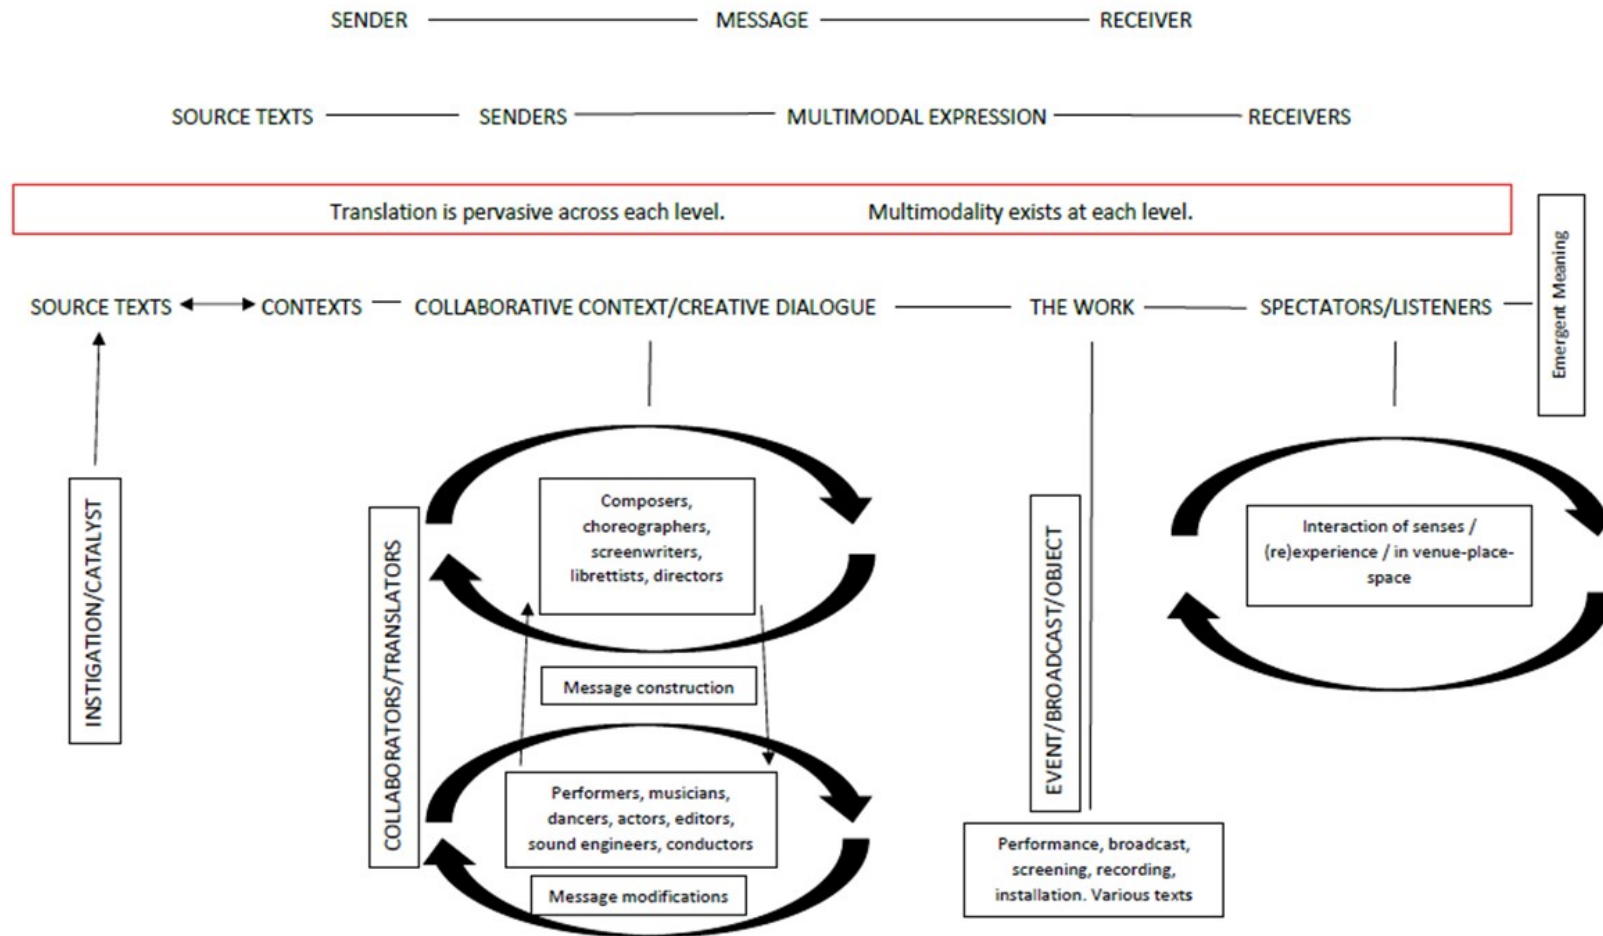 SENDER MESSAGE RECEIVER
SOURCE TEXTS SENDERS MULTIMODAL EXPRESSION RECEIVERS
Translation is pervasive across each level. Multimodality exists at each level.
SOURCE TEXTS CONTEXTS COLLABORATIVE CONTEXT/CREATIVE DIALOGUE THE WORK SPECTATORS/LISTENERS
Emergent Meaning
INSTIGATION/CATALYST
COLLABORATORS/TRANSLATORS
Composers,
choreographers,
screenwriters,
librettists, directors
Message construction
Performers, musicians,
dancers, actors, editors,
sound engineers, conductors
Message modifications
EVENT/BROADCAST/OBJECT
Performance, broadcast,
screening, recording,
installation. Various texts
Interaction of senses /
(re)experience / in venue-place-
space